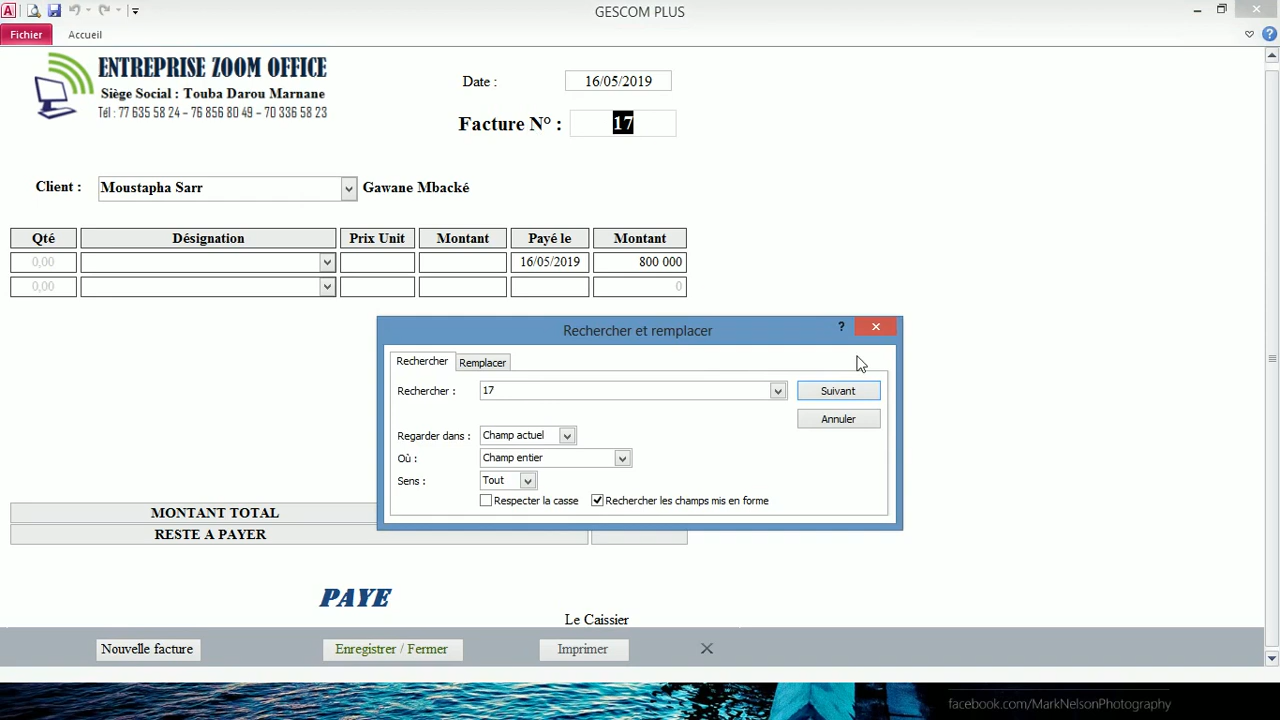 GESCOM PLUS
Fichier Accueil
ENTREPRISE ZOOM OFFICE
Siège Social : Touba Darou Marnane
Tél : 77 635 58 24 - 76 856 80 49 - 70 336 58 23
Date : 16/05/2019
Facture N° : 17
Client : Moustapha Sarr Gawane Mbacké
Qté Désignation Prix Unit Montant Payé le Montant
0,00 16/05/2019 800 000
0,00 0
Rechercher et remplacer ?
Rechercher Remplacer
Rechercher : 17 Suivant
Annuler
Regarder dans : Champ actuel
Où : Champ entier
Sens : Tout
Respecter la casse Rechercher les champs mis en forme
MONTANT TOTAL
RESTE A PAYER
PAYE
Le Caissier
Nouvelle facture Enregistrer / Fermer Imprimer
facebook.com/MarkNelsonPhotography